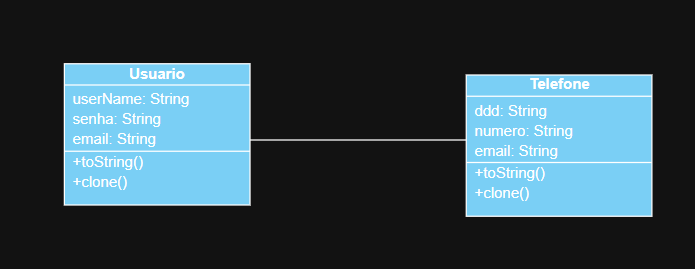 Usuario
userName: String
senha: String
email: String
+toString()
+clone()
Telefone
ddd: String
numero: String
email: String
+toString()
+clone()